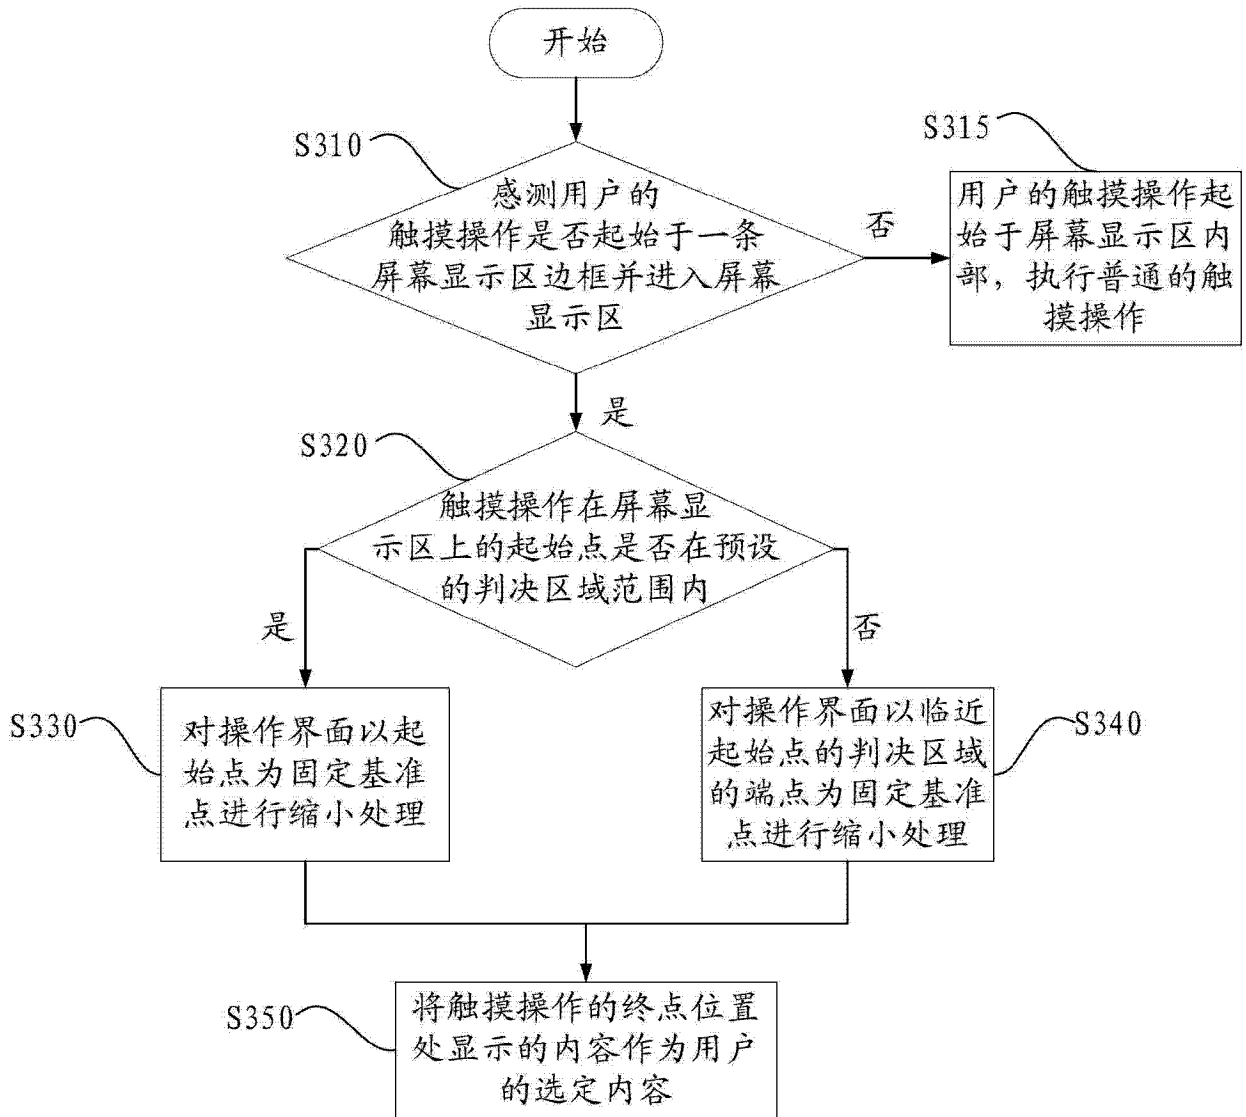 开始
S310
感测用户的
触摸操作是否起始于一条
屏幕显示区边框并进入屏幕
显示区
否
S315
用户的触摸操作起
始于屏幕显示区内
部，执行普通的触
摸操作
是
S320
触摸操作在屏幕显
示区上的起始点是否在预设
的判决区域范围内
是
否
S330
对操作界面以起
始点为固定基准
点进行缩小处理
对操作界面以临近
起始点的判决区域
的端点为固定基准
点进行缩小处理
S340
S350
将触摸操作的终点位置
处显示的内容作为用户
的选定内容